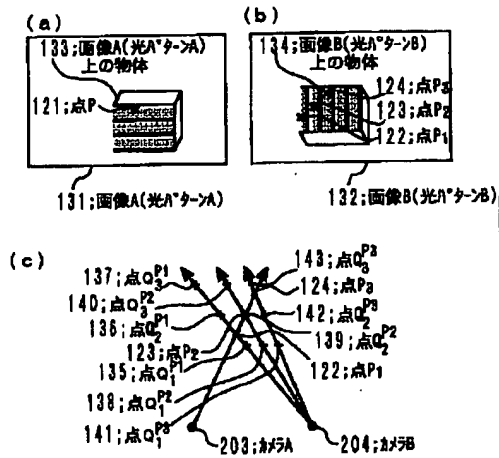 (a)
133;画像A(光パターンA)
上の物体
121;点P
131;画像A(光パターンA)
(b)
134;画像B(光パターンB)
上の物体
124;点P3
123;点P2
122;点P1
132;画像B(光パターンB)
(c)
137;点Q3P1
140;点Q3P2
136;点Q2P1
123;点P2
135;点Q1P1
138;点Q1P2
141;点Q1P3
143;点Q3P3
124;点P3
142;点Q2P3
139;点Q2P2
122;点P1
203;カメラA
204;カメラB